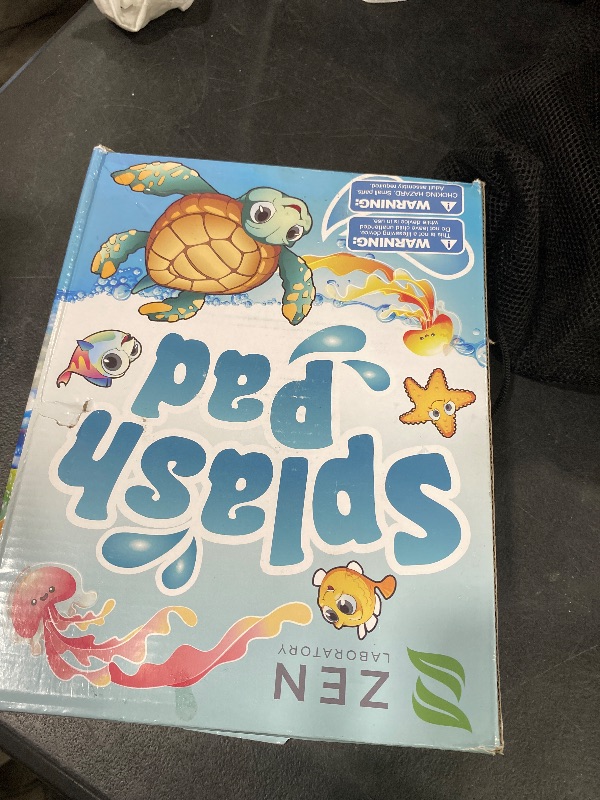 ZEN
LABORATORY
Splash
pad
WARNING:
This is not a lifesaving device.
Do not leave child unattended
while device is in use.
WARNING:
CHOKING HAZARD. Small parts
Adult assembly required.